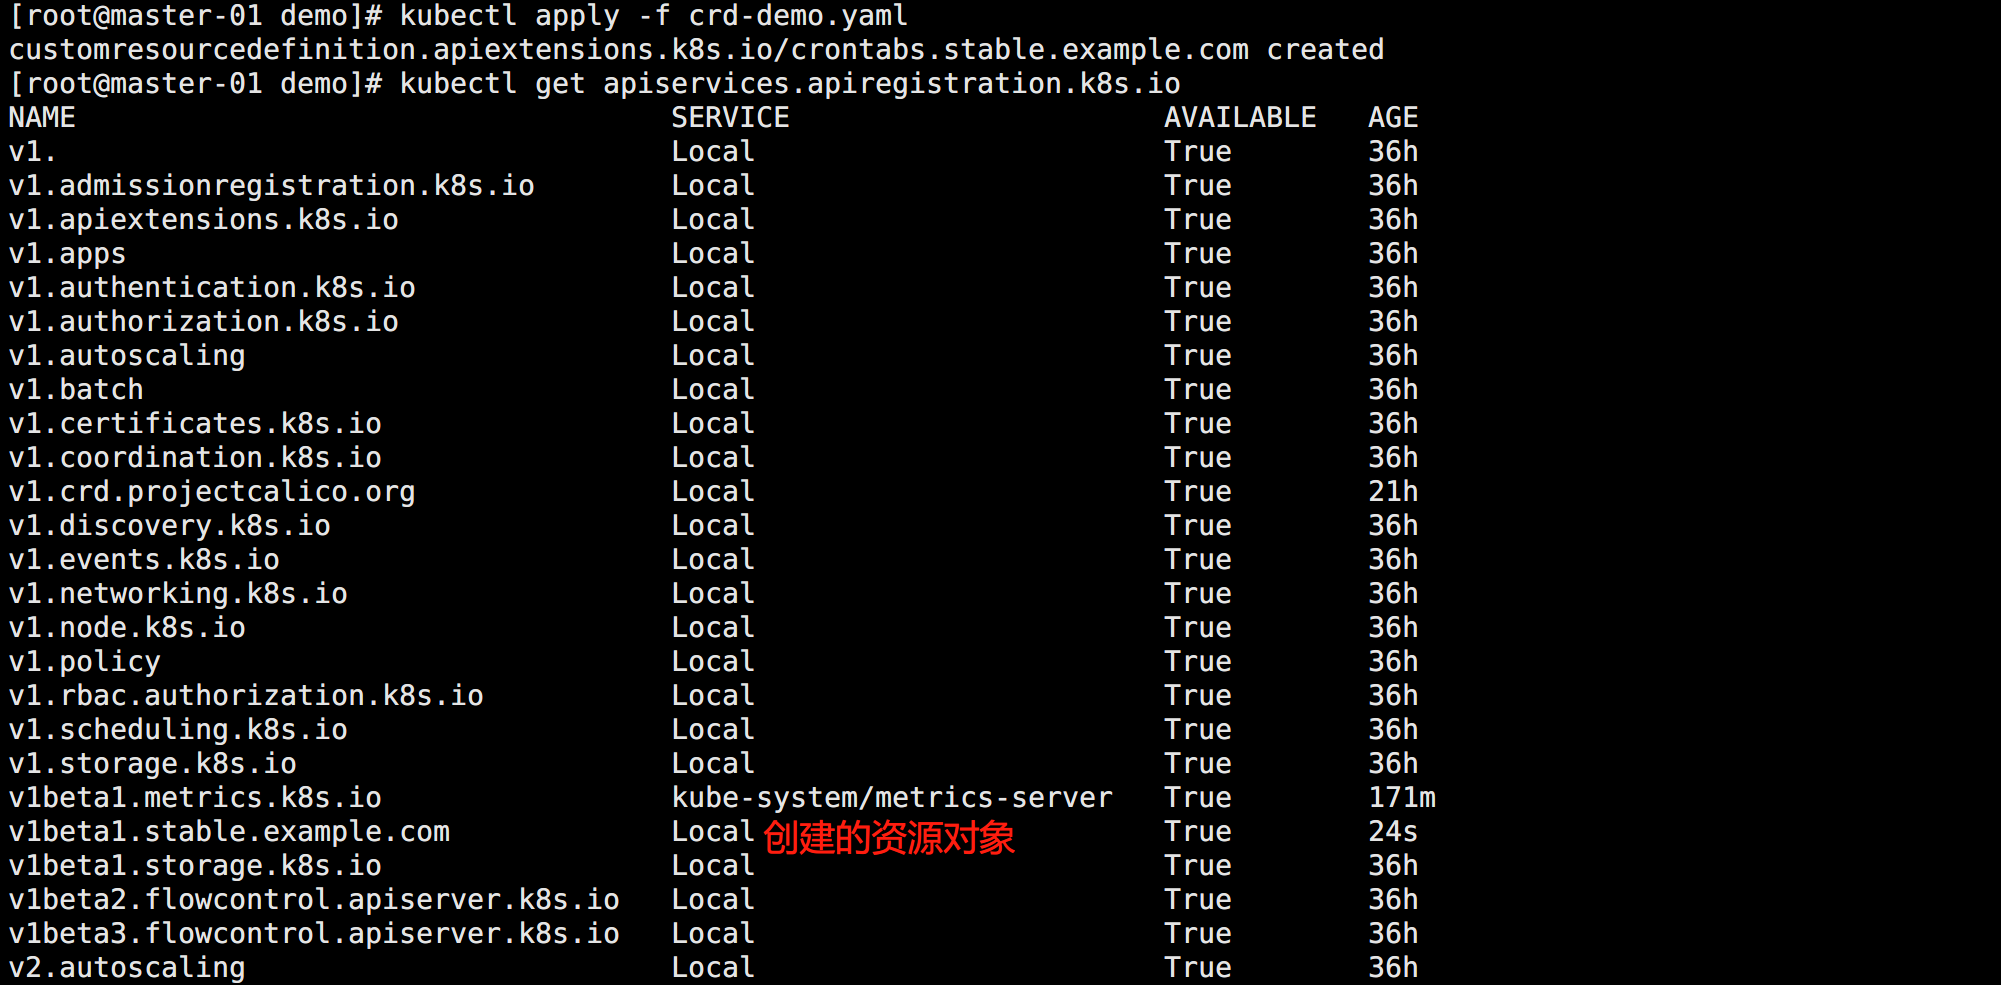 [root@master-01 demo]# kubectl apply -f crd-demo.yaml
customresourcedefinition.apiextensions.k8s.io/crontabs.stable.example.com created
[root@master-01 demo]# kubectl get apiservices.apiregistration.k8s.io
NAME SERVICE AVAILABLE AGE
v1. Local True 36h
v1.admissionregistration.k8s.io Local True 36h
v1.apiextensions.k8s.io Local True 36h
v1.apps Local True 36h
v1.authentication.k8s.io Local True 36h
v1.authorization.k8s.io Local True 36h
v1.autoscaling Local True 36h
v1.batch Local True 36h
v1.certificates.k8s.io Local True 36h
v1.coordination.k8s.io Local True 36h
v1.crd.projectcalico.org Local True 21h
v1.discovery.k8s.io Local True 36h
v1.events.k8s.io Local True 36h
v1.networking.k8s.io Local True 36h
v1.node.k8s.io Local True 36h
v1.policy Local True 36h
v1.rbac.authorization.k8s.io Local True 36h
v1.scheduling.k8s.io Local True 36h
v1.storage.k8s.io Local True 36h
v1beta1.metrics.k8s.io kube-system/metrics-server True 171m
v1beta1.stable.example.com Local 创建的资源对象 True 24s
v1beta1.storage.k8s.io Local True 36h
v1beta2.flowcontrol.apiserver.k8s.io Local True 36h
v1beta3.flowcontrol.apiserver.k8s.io Local True 36h
v2.autoscaling Local True 36h